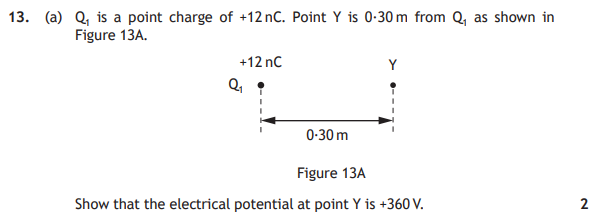 13. (a) Q₁ is a point charge of +12 nC. Point Y is 0·30 m from Q₁ as shown in
Figure 13A.
+12 nC Y
Q₁
0·30 m
Figure 13A
Show that the electrical potential at point Y is +360 V. 2